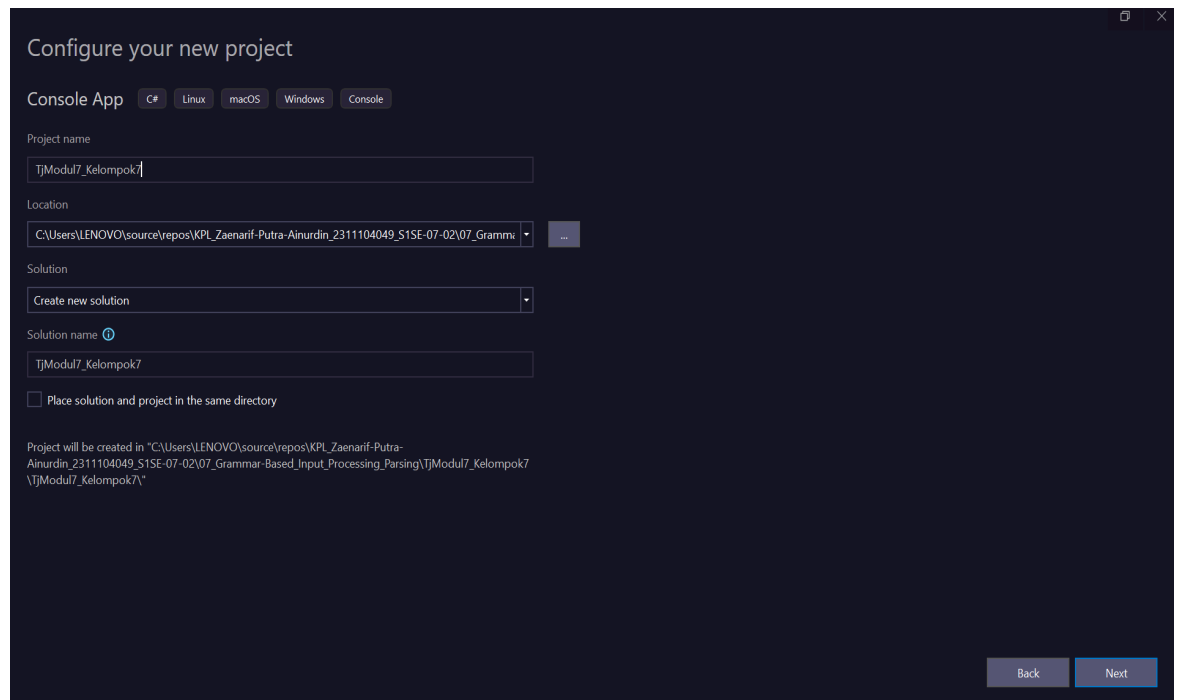 Configure your new project
Console App C# Linux macOS Windows Console
Project name
TjModul7_Kelompok7
Location
C:\Users\LENOVO\source\repos\KPL_Zaenarif-Putra-Ainurdin_2311104049_S1SE-07-02\07_Gramma
...
Solution
Create new solution
Solution name
TjModul7_Kelompok7
Place solution and project in the same directory
Project will be created in "C:\Users\LENOVO\source\repos\KPL_Zaenarif-Putra-
Ainurdin_2311104049_S1SE-07-02\07_Grammar-Based_Input_Processing_Parsing\TjModul7_Kelompok7
\TjModul7_Kelompok7\"
Back Next